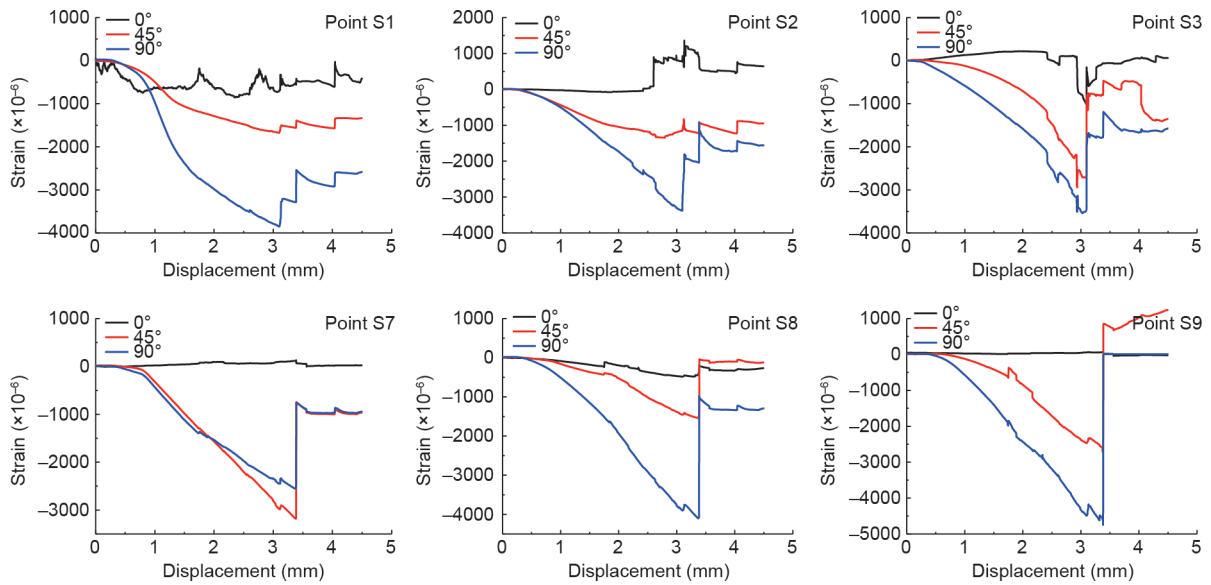 1000
0° Point S1
45°
0 90°
–1000
–2000
–3000
–4000
0 1 2 3 4 5
Displacement (mm)
Strain (×10⁻⁶)
2000
0° Point S2
45°
1000 90°
0
–1000
–2000
–3000
–4000
0 1 2 3 4 5
Displacement (mm)
Strain (×10⁻⁶)
1000
0° Point S3
45°
0 90°
–1000
–2000
–3000
–4000
0 1 2 3 4 5
Displacement (mm)
Strain (×10⁻⁶)
1000
0° Point S7
45°
90°
0
–1000
–2000
–3000
0 1 2 3 4 5
Displacement (mm)
Strain (×10⁻⁶)
1000
0° Point S8
45°
90°
0
–1000
–2000
–3000
–4000
0 1 2 3 4 5
Displacement (mm)
Strain (×10⁻⁶)
1000
0° Point S9
45°
90°
0
–1000
–2000
–3000
–4000
–5000
0 1 2 3 4 5
Displacement (mm)
Strain (×10⁻⁶)